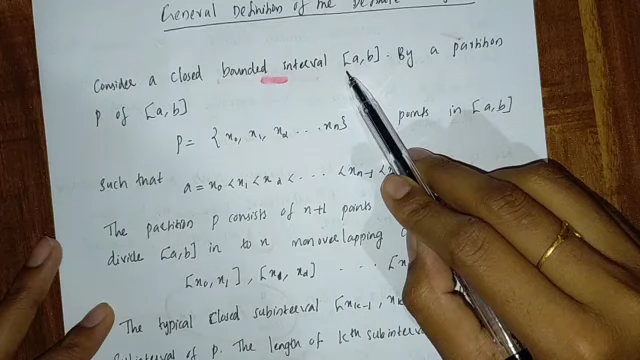 General Definition of the Definite
Consider a closed bounded interval [a,b]. By a partition
P of [a,b]
P = { x₀, x₁, x₂ ... xₙ} points in [a,b]
such that a = x₀ < x₁ < x₂ < ... < xₙ₋₁ <
The partition P consists of n+1 points
divide [a,b] in to n nonoverlapping
[x₀, x₁], [x₁, x₂] ...
The typical closed subinterval [xₖ₋₁, xₖ
Subinterval of P. The length of kth subinterval